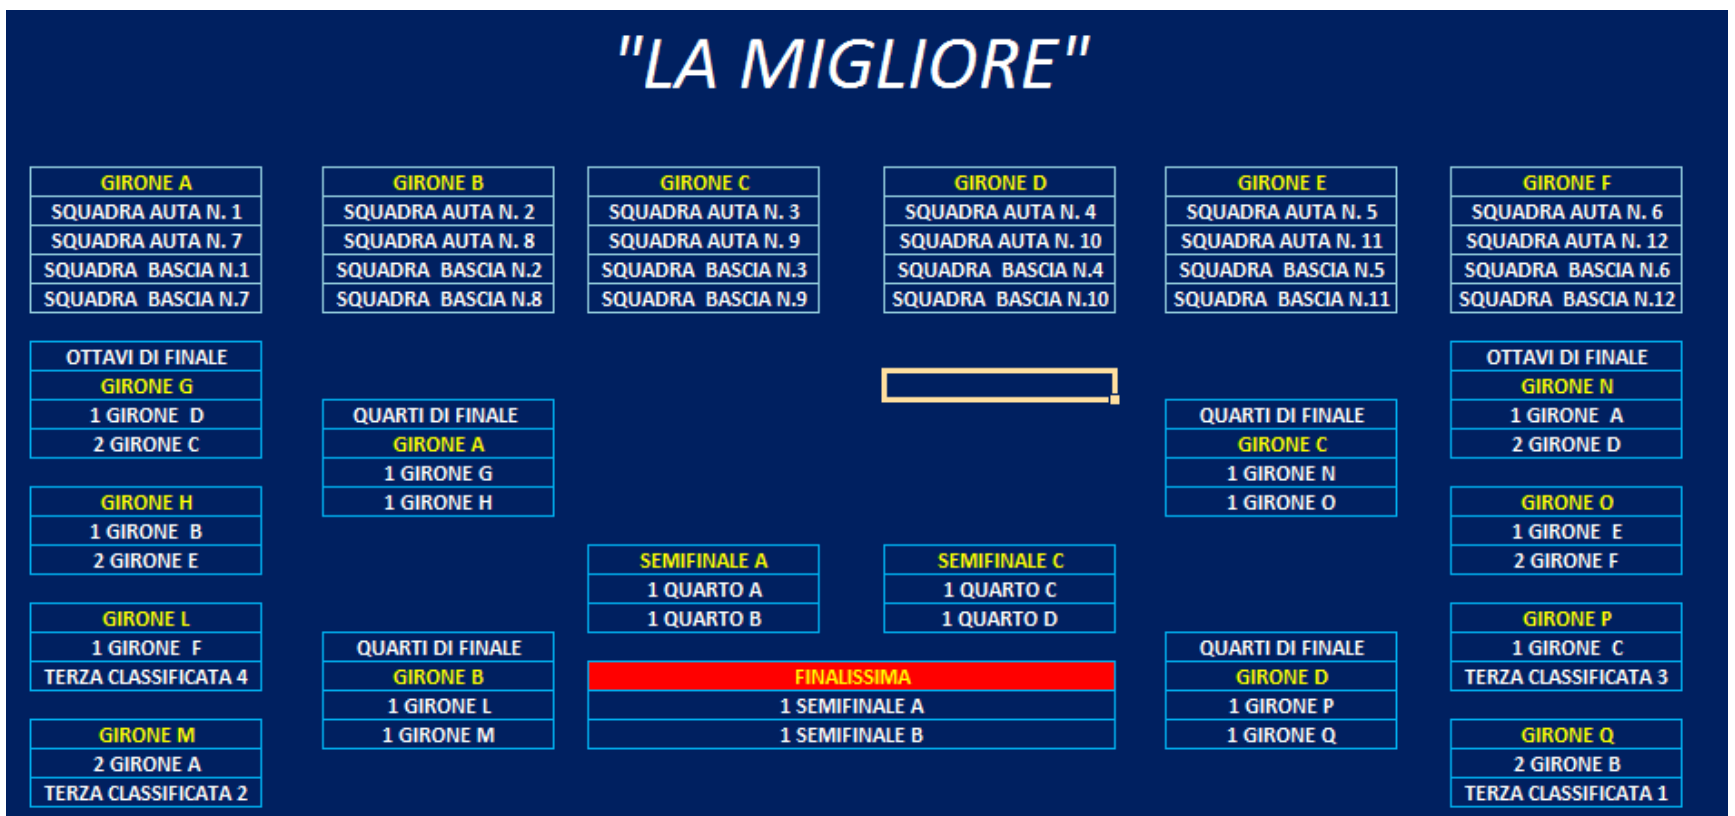 "LA MIGLIORE"
GIRONE A
SQUADRA AUTA N. 1
SQUADRA AUTA N. 7
SQUADRA  BASCIA N.1
SQUADRA  BASCIA N.7
GIRONE B
SQUADRA AUTA N. 2
SQUADRA AUTA N. 8
SQUADRA  BASCIA N.2
SQUADRA  BASCIA N.8
GIRONE C
SQUADRA AUTA N. 3
SQUADRA AUTA N. 9
SQUADRA  BASCIA N.3
SQUADRA  BASCIA N.9
GIRONE D
SQUADRA AUTA N. 4
SQUADRA AUTA N. 10
SQUADRA  BASCIA N.4
SQUADRA  BASCIA N.10
GIRONE E
SQUADRA AUTA N. 5
SQUADRA AUTA N. 11
SQUADRA  BASCIA N.5
SQUADRA  BASCIA N.11
GIRONE F
SQUADRA AUTA N. 6
SQUADRA AUTA N. 12
SQUADRA  BASCIA N.6
SQUADRA  BASCIA N.12
OTTAVI DI FINALE
GIRONE G
1 GIRONE  D
2 GIRONE C
GIRONE H
1 GIRONE  B
2 GIRONE E
GIRONE L
1 GIRONE  F
TERZA CLASSIFICATA 4
GIRONE M
2 GIRONE A
TERZA CLASSIFICATA 2
QUARTI DI FINALE
GIRONE A
1 GIRONE G
1 GIRONE H
QUARTI DI FINALE
GIRONE B
1 GIRONE L
1 GIRONE M
SEMIFINALE A
1 QUARTO A
1 QUARTO B
SEMIFINALE C
1 QUARTO C
1 QUARTO D
FINALISSIMA
1 SEMIFINALE A
1 SEMIFINALE B
QUARTI DI FINALE
GIRONE C
1 GIRONE N
1 GIRONE O
QUARTI DI FINALE
GIRONE D
1 GIRONE P
1 GIRONE Q
OTTAVI DI FINALE
GIRONE N
1 GIRONE  A
2 GIRONE D
GIRONE O
1 GIRONE  E
2 GIRONE F
GIRONE P
1 GIRONE  C
TERZA CLASSIFICATA 3
GIRONE Q
2 GIRONE B
TERZA CLASSIFICATA 1